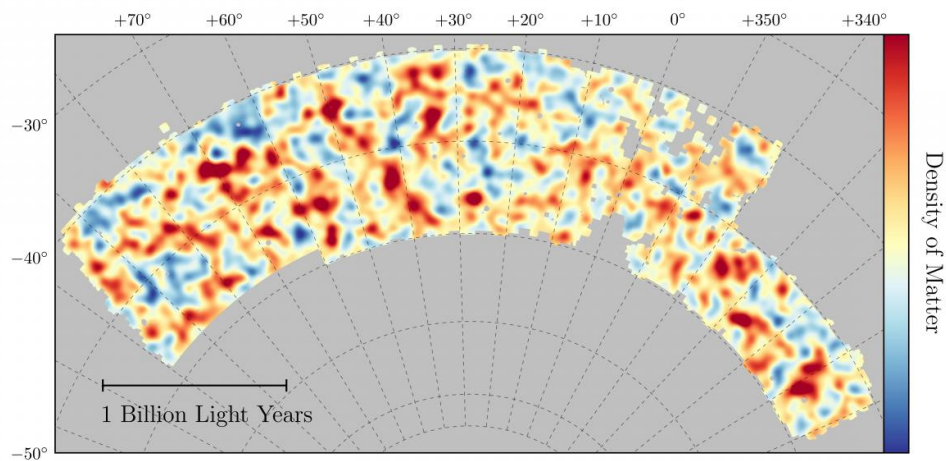 +70° +60° +50° +40° +30° +20° +10° 0° +350° +340°
−30°
−40°
−50°
1 Billion Light Years
Density of Matter